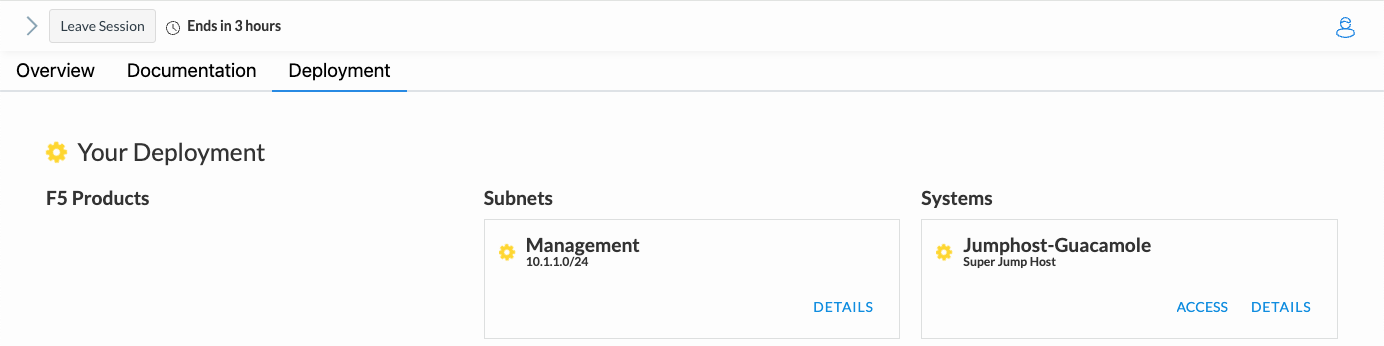 Leave Session Ends in 3 hours
Overview Documentation Deployment
Your Deployment
F5 Products
Subnets
Management
10.1.1.0/24
DETAILS
Systems
Jumphost-Guacamole
Super Jump Host
ACCESS DETAILS